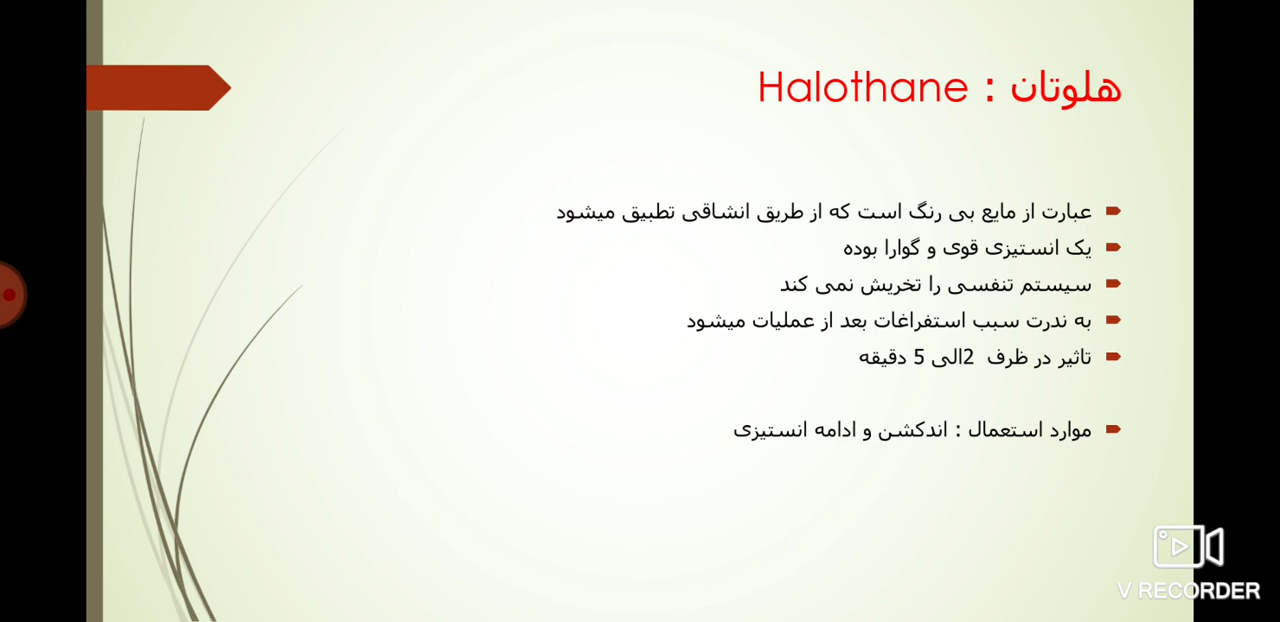 هلوتان : Halothane
عبارت از مایع بی رنگ است که از طریق انشاقی تطبیق میشود
یک انستیزی قوی و گوارا بوده
سیستم تنفسی را تخریش نمی کند
به ندرت سبب استفراغات بعد از عملیات میشود
تاثیر در ظرف 2الی 5 دقیقه
موارد استعمال : اندکشن و ادامه انستیزی
V RECORDER